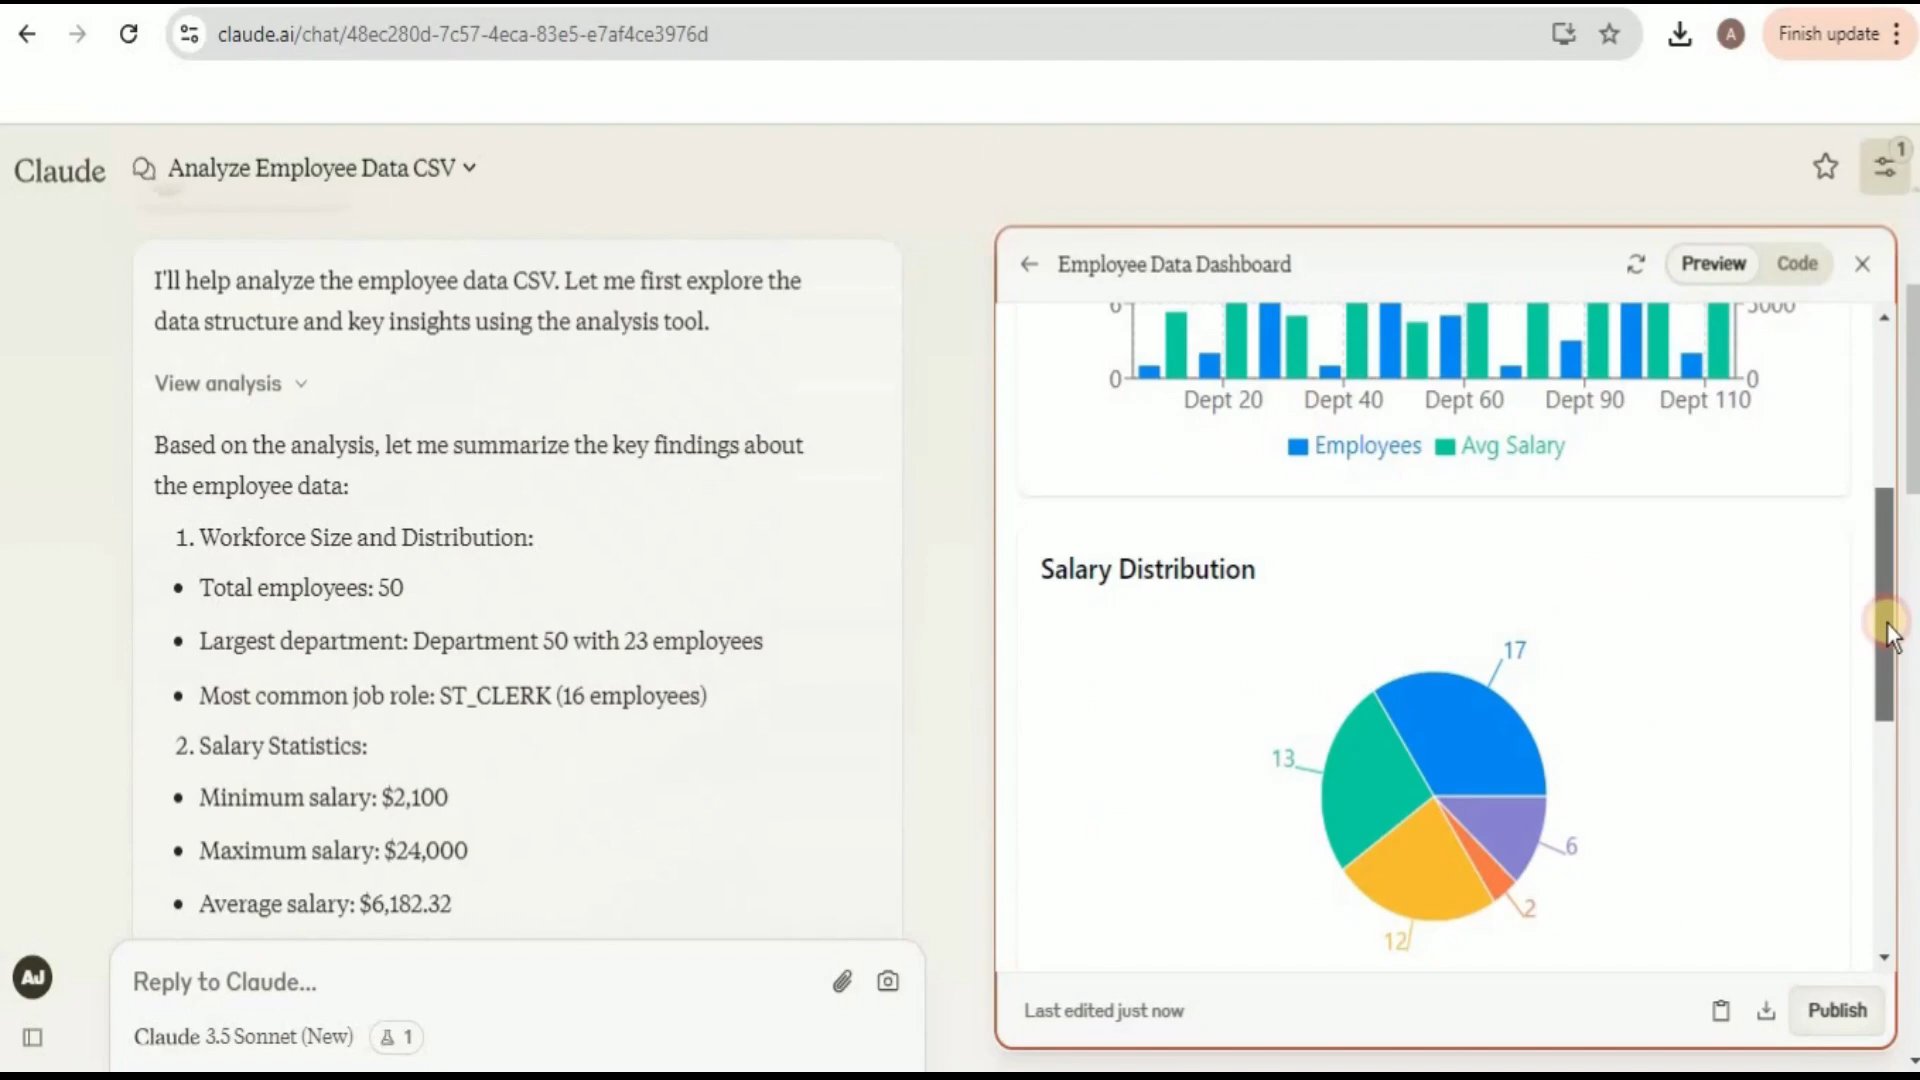 claude.ai/chat/48ec280d-7c57-4eca-83e5-e7af4ce3976d
A
Finish update
Claude
Analyze Employee Data CSV
1
I'll help analyze the employee data CSV. Let me first explore the
data structure and key insights using the analysis tool.
View analysis
Based on the analysis, let me summarize the key findings about
the employee data:
1. Workforce Size and Distribution:
• Total employees: 50
• Largest department: Department 50 with 23 employees
• Most common job role: ST_CLERK (16 employees)
2. Salary Statistics:
• Minimum salary: $2,100
• Maximum salary: $24,000
• Average salary: $6,182.32
AJ
Reply to Claude...
Claude 3.5 Sonnet (New)
1
Employee Data Dashboard
Preview
Code
0
0
Dept 20
Dept 40
Dept 60
Dept 90
Dept 110
Employees
Avg Salary
Salary Distribution
17
13
6
2
12
Last edited just now
Publish